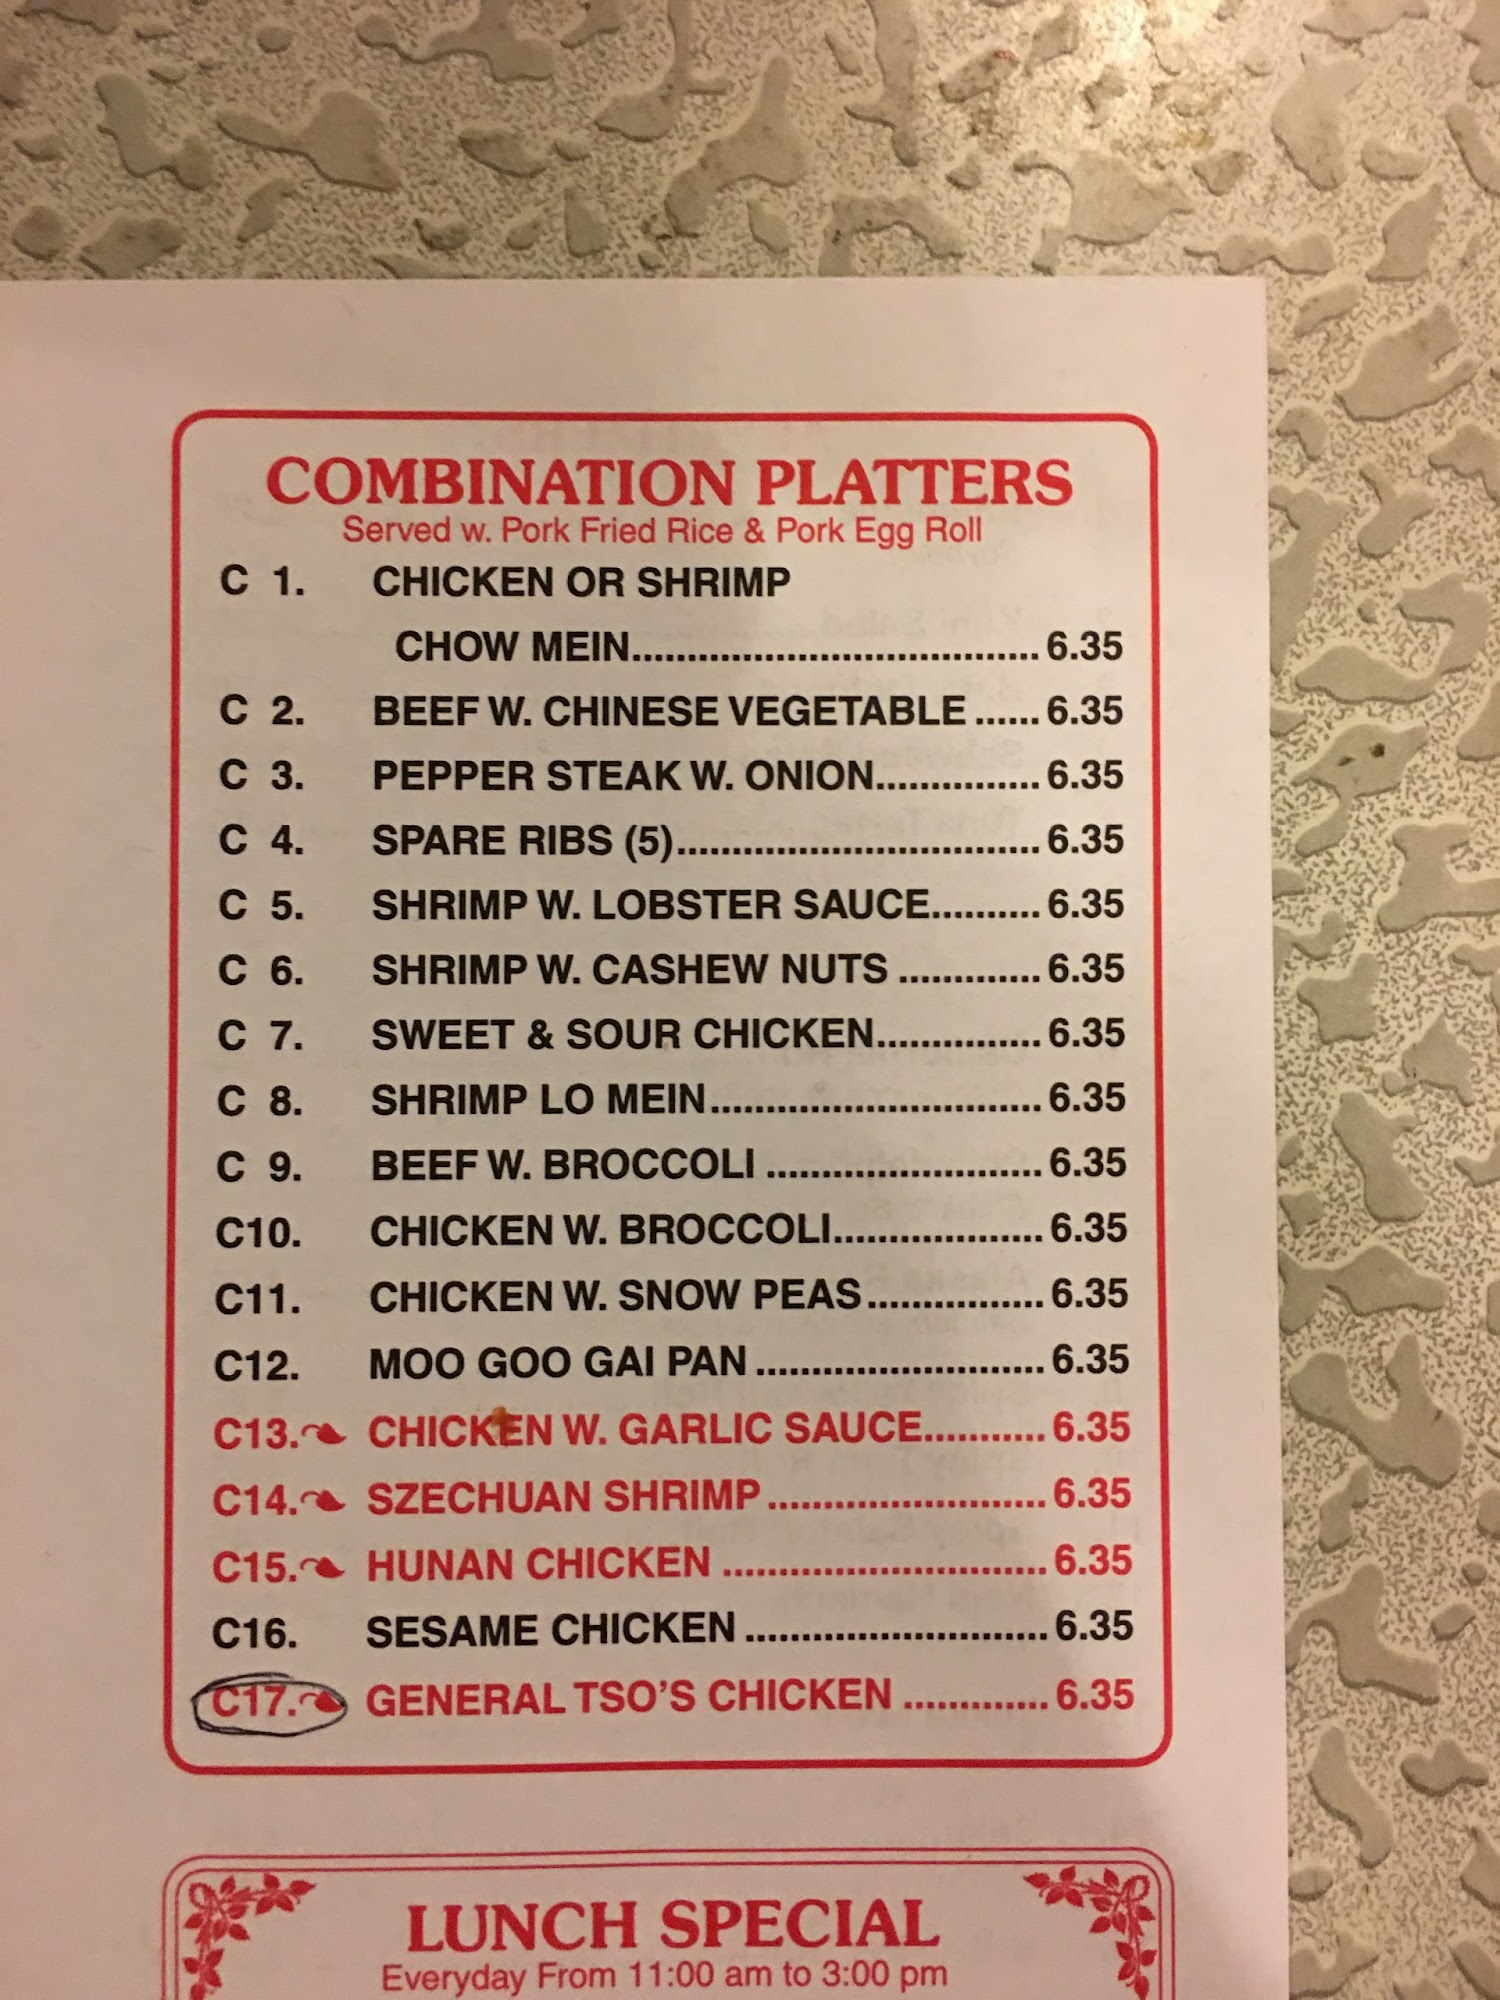 COMBINATION PLATTERS
Served w. Pork Fried Rice & Pork Egg Roll
C 1. CHICKEN OR SHRIMP
CHOW MEIN..................................... 6.35
C 2. BEEF W. CHINESE VEGETABLE ...... 6.35
C 3. PEPPER STEAK W. ONION............... 6.35
C 4. SPARE RIBS (5)................................. 6.35
C 5. SHRIMP W. LOBSTER SAUCE.......... 6.35
C 6. SHRIMP W. CASHEW NUTS ............. 6.35
C 7. SWEET & SOUR CHICKEN............... 6.35
C 8. SHRIMP LO MEIN.............................. 6.35
C 9. BEEF W. BROCCOLI ......................... 6.35
C10. CHICKEN W. BROCCOLI................... 6.35
C11. CHICKEN W. SNOW PEAS................ 6.35
C12. MOO GOO GAI PAN .......................... 6.35
C13. CHICKEN W. GARLIC SAUCE........... 6.35
C14. SZECHUAN SHRIMP ......................... 6.35
C15. HUNAN CHICKEN ............................. 6.35
C16. SESAME CHICKEN ........................... 6.35
C17. GENERAL TSO'S CHICKEN ............. 6.35
LUNCH SPECIAL
Everyday From 11:00 am to 3:00 pm